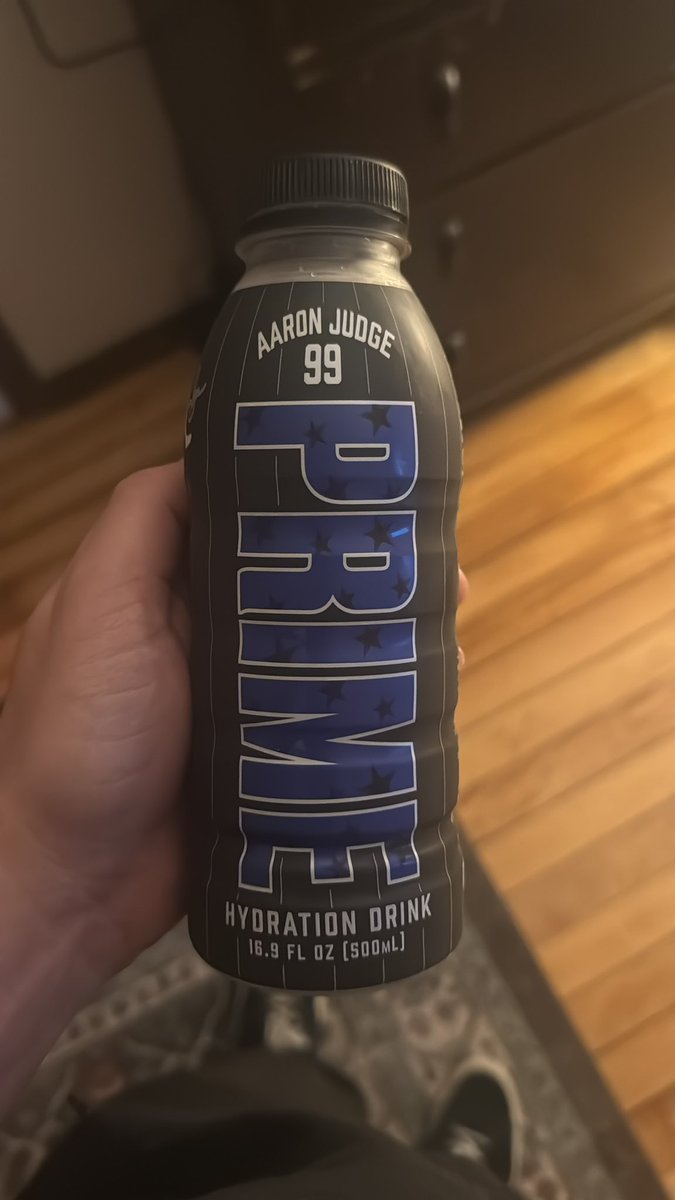 AARON JUDGE
99
PRIME
HYDRATION DRINK
16.9 FL OZ [500mL]